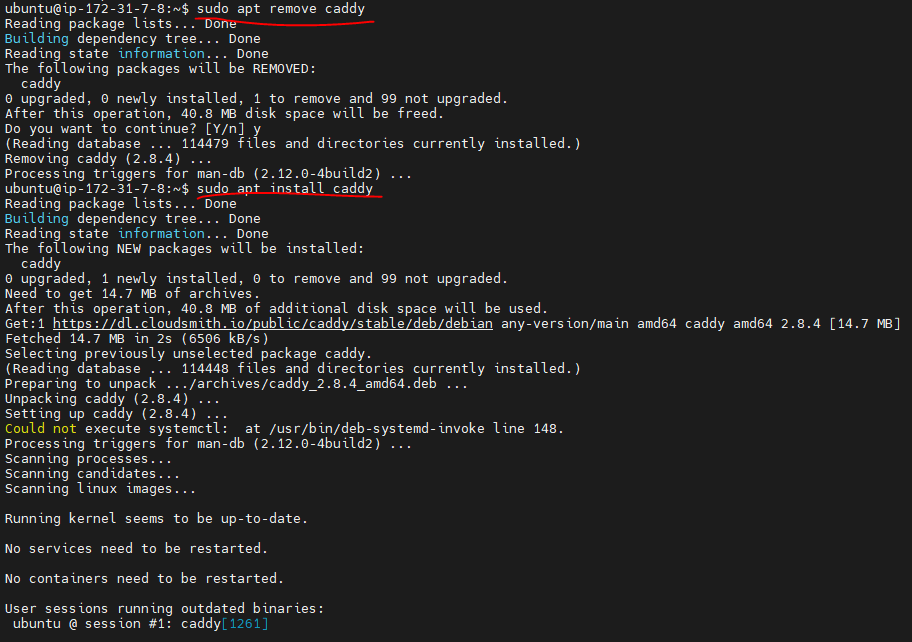 ubuntu@ip-172-31-7-8:~$ sudo apt remove caddy
Reading package lists... Done
Building dependency tree... Done
Reading state information... Done
The following packages will be REMOVED:
  caddy
0 upgraded, 0 newly installed, 1 to remove and 99 not upgraded.
After this operation, 40.8 MB disk space will be freed.
Do you want to continue? [Y/n] y
(Reading database ... 114479 files and directories currently installed.)
Removing caddy (2.8.4) ...
Processing triggers for man-db (2.12.0-4build2) ...
ubuntu@ip-172-31-7-8:~$ sudo apt install caddy
Reading package lists... Done
Building dependency tree... Done
Reading state information... Done
The following NEW packages will be installed:
  caddy
0 upgraded, 1 newly installed, 0 to remove and 99 not upgraded.
Need to get 14.7 MB of archives.
After this operation, 40.8 MB of additional disk space will be used.
Get:1 https://dl.cloudsmith.io/public/caddy/stable/deb/debian any-version/main amd64 caddy amd64 2.8.4 [14.7 MB]
Fetched 14.7 MB in 2s (6506 kB/s)
Selecting previously unselected package caddy.
(Reading database ... 114448 files and directories currently installed.)
Preparing to unpack .../archives/caddy_2.8.4_amd64.deb ...
Unpacking caddy (2.8.4) ...
Setting up caddy (2.8.4) ...
Could not execute systemctl:  at /usr/bin/deb-systemd-invoke line 148.
Processing triggers for man-db (2.12.0-4build2) ...
Scanning processes...
Scanning candidates...
Scanning linux images...

Running kernel seems to be up-to-date.

No services need to be restarted.

No containers need to be restarted.

User sessions running outdated binaries:
 ubuntu @ session #1: caddy[1261]